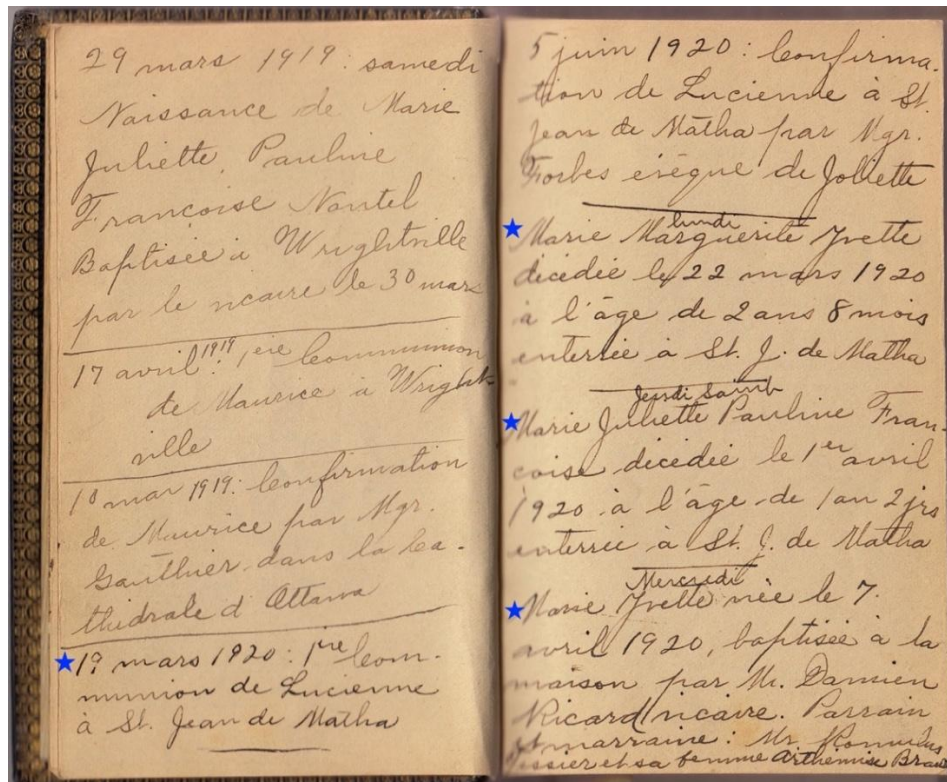 29 mars 1919: samedi
Naissance de Marie
Juliette, Pauline
Francoise Nantel
Baptisée à Wrightville
par le vicaire le 30 mars
17 avril 1919: 1ère Communion
de Maurice à Wright-
ville
mai 1919: Confirmation
de Maurice par Mgr.
Gauthier dans la Ca-
thédrale d'Ottawa
mars 1920: 1re Com-
munion de Lucienne
à St. Jean de Matha
5 juin 1920: Confirma-
tion de Lucienne à St.
Jean de Mâtha par Mgr.
Forbes évêque de Joliette
lundi
Marie Marguerite Yvette
décédée le 22 mars 1920
à l'âge de 2 ans 8 mois
enterrée à St. J. de Matha
Jeudi Saint
Marie Juliette Pauline Fran-
çoise décédée le 1er avril
1920 à l'âge de 1 an 2 jrs
enterrée à St. J. de Matha
Mercredi
Marie Yvette née le 7
avril 1920, baptisée à la
maison par Mr. Damien
Ricard vicaire. Parrain
et marraine: Mr Romulus
et sa femme Arthémise